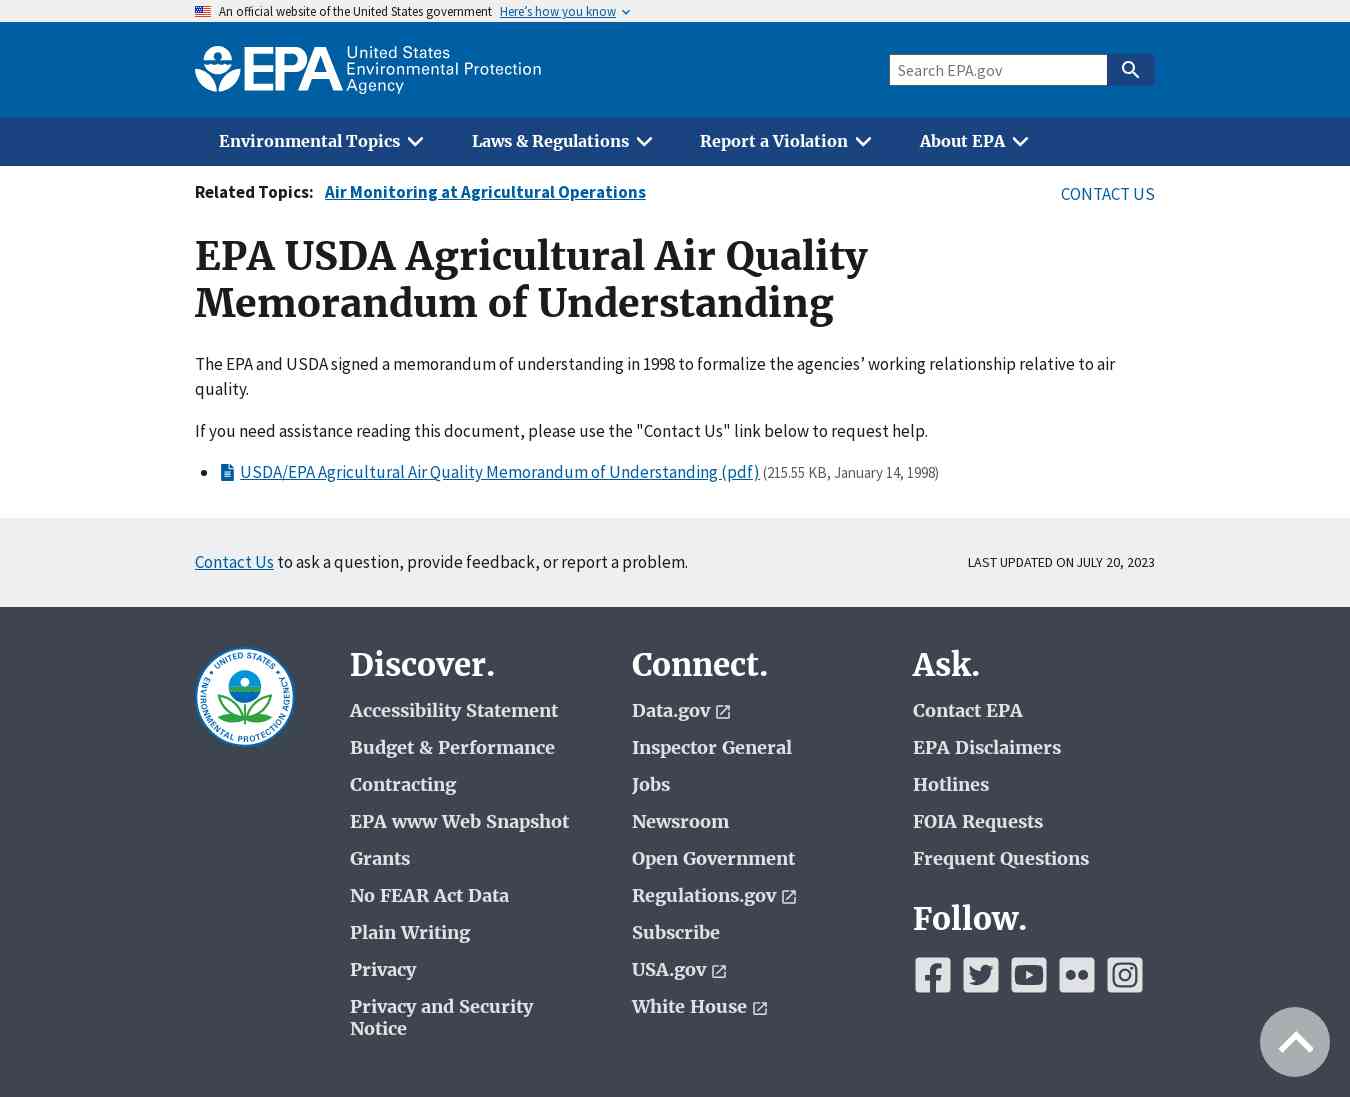 An official website of the United States government Here's how you know
EPA United States
Environmental Protection
Agency
Search EPA.gov
Environmental Topics Laws & Regulations Report a Violation About EPA
Related Topics: Air Monitoring at Agricultural Operations
CONTACT US
EPA USDA Agricultural Air Quality
Memorandum of Understanding
The EPA and USDA signed a memorandum of understanding in 1998 to formalize the agencies’ working relationship relative to air
quality.
If you need assistance reading this document, please use the "Contact Us" link below to request help.
USDA/EPA Agricultural Air Quality Memorandum of Understanding (pdf) (215.55 KB, January 14, 1998)
Contact Us to ask a question, provide feedback, or report a problem.
LAST UPDATED ON JULY 20, 2023
UNITED STATES
ENVIRONMENTAL PROTECTION AGENCY
Discover.
Accessibility Statement
Budget & Performance
Contracting
EPA www Web Snapshot
Grants
No FEAR Act Data
Plain Writing
Privacy
Privacy and Security
Notice
Connect.
Data.gov
Inspector General
Jobs
Newsroom
Open Government
Regulations.gov
Subscribe
USA.gov
White House
Ask.
Contact EPA
EPA Disclaimers
Hotlines
FOIA Requests
Frequent Questions
Follow.